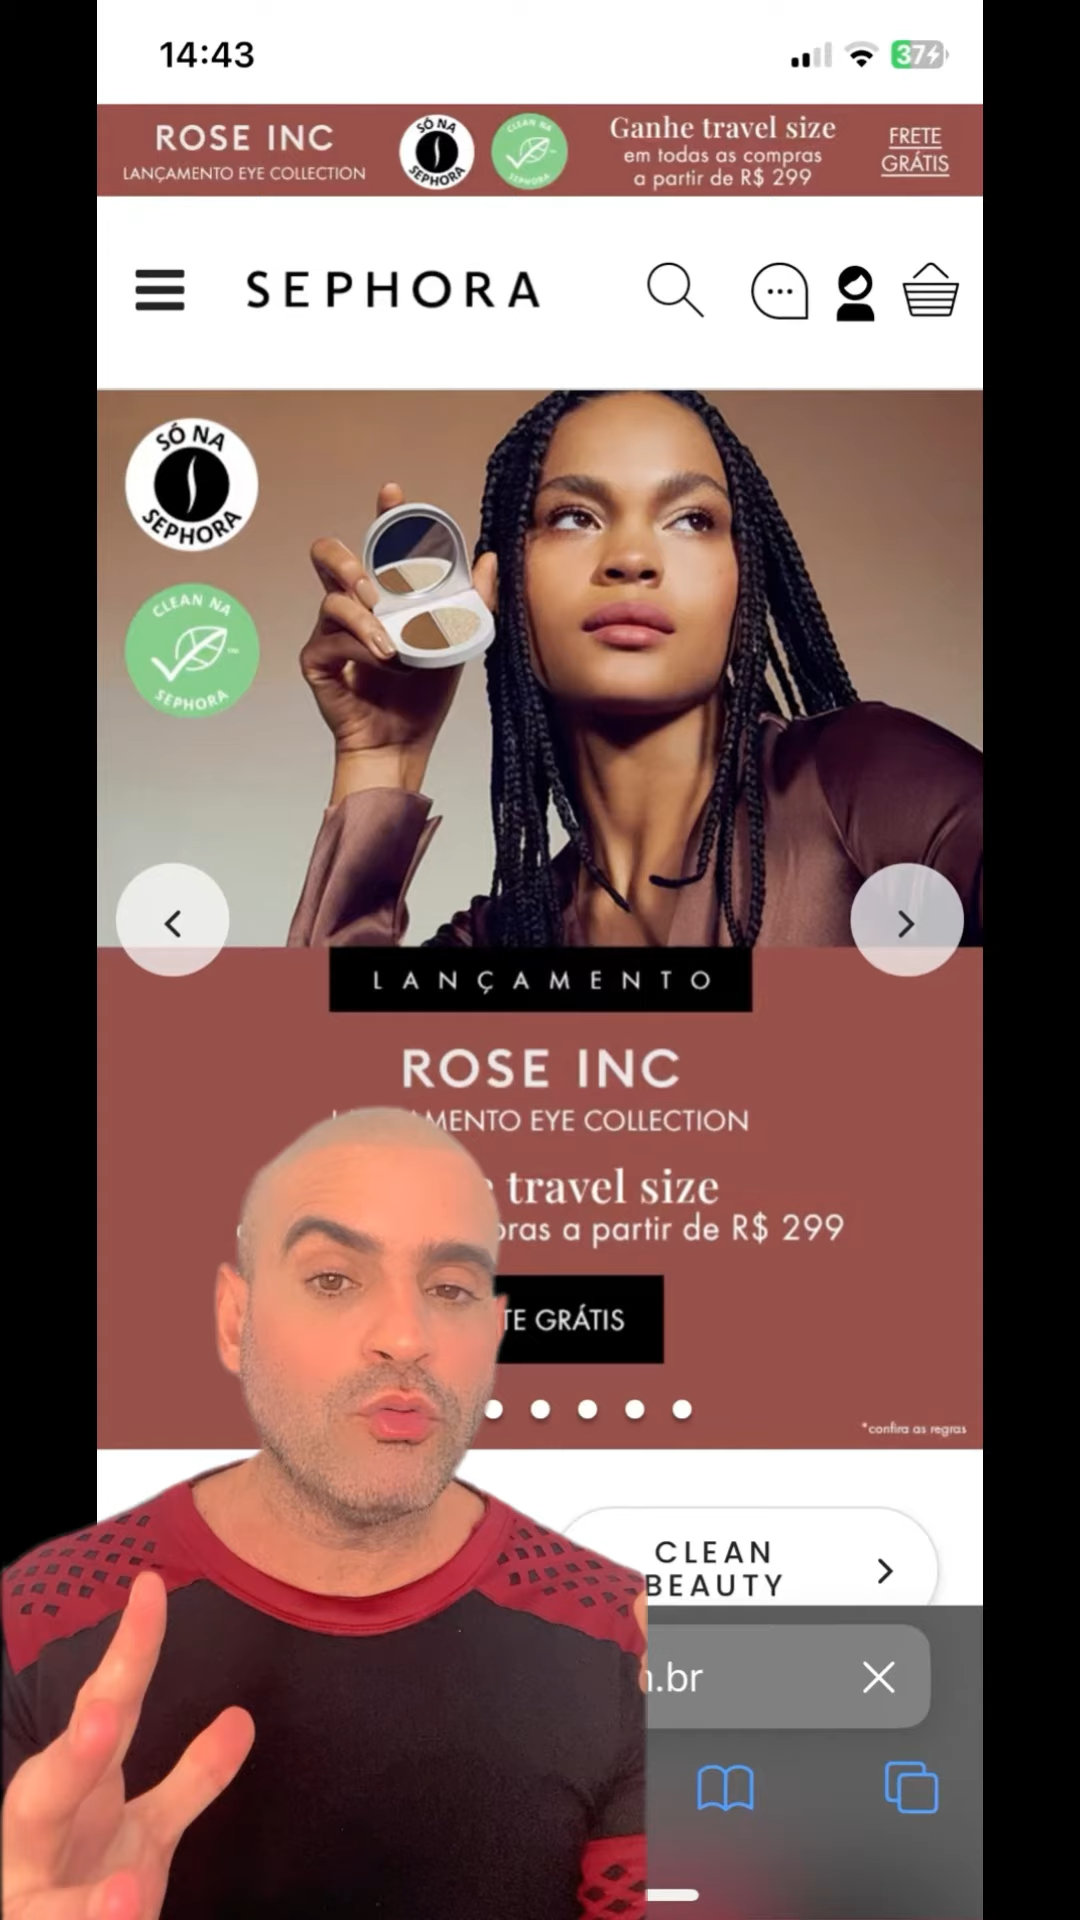 14:43
37
ROSE INC
LANÇAMENTO EYE COLLECTION
SÓ NA
SEPHORA
CLEAN NA
SEPHORA
Ganhe travel size
em todas as compras
a partir de R$ 299
FRETE
GRÁTIS
SEPHORA
SÓ NA
SEPHORA
CLEAN NA
SEPHORA
LANÇAMENTO
ROSE INC
MENTO EYE COLLECTION
travel size
ras a partir de R$ 299
TE GRÁTIS
*confira as regras
CLEAN
BEAUTY
.br